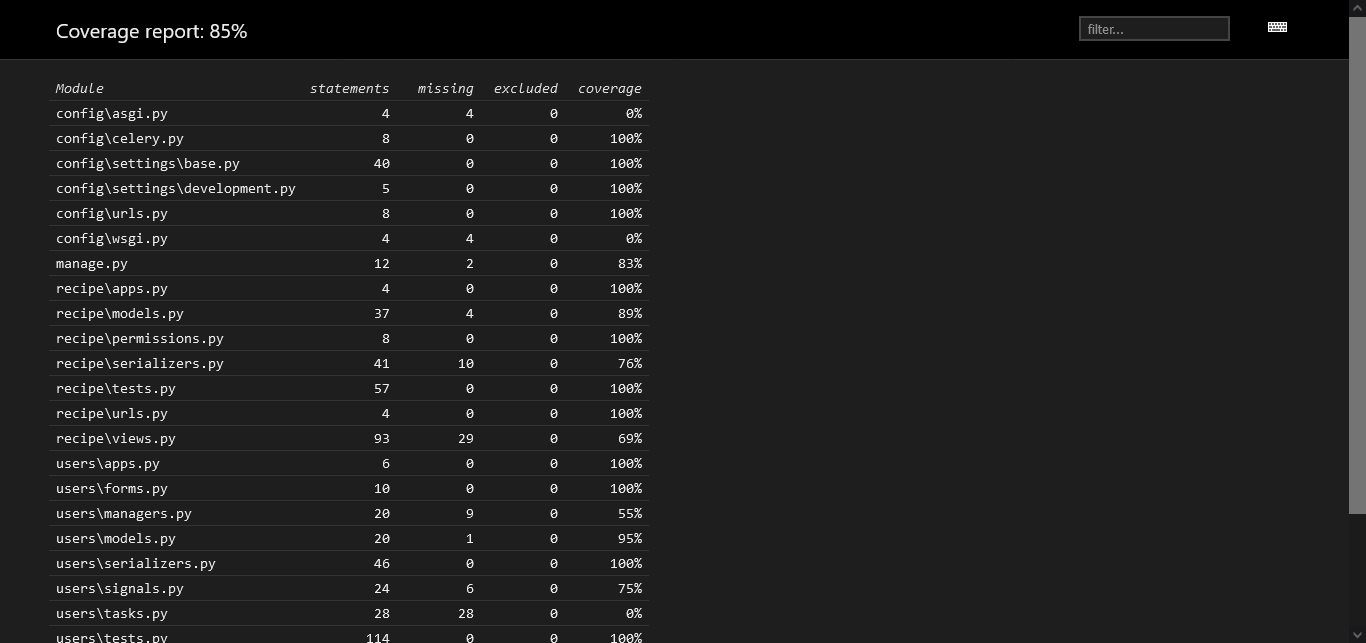 Coverage report: 85%
filter...
Module statements missing excluded coverage
config\asgi.py 4 4 0 0%
config\celery.py 8 0 0 100%
config\settings\base.py 40 0 0 100%
config\settings\development.py 5 0 0 100%
config\urls.py 8 0 0 100%
config\wsgi.py 4 4 0 0%
manage.py 12 2 0 83%
recipe\apps.py 4 0 0 100%
recipe\models.py 37 4 0 89%
recipe\permissions.py 8 0 0 100%
recipe\serializers.py 41 10 0 76%
recipe\tests.py 57 0 0 100%
recipe\urls.py 4 0 0 100%
recipe\views.py 93 29 0 69%
users\apps.py 6 0 0 100%
users\forms.py 10 0 0 100%
users\managers.py 20 9 0 55%
users\models.py 20 1 0 95%
users\serializers.py 46 0 0 100%
users\signals.py 24 6 0 75%
users\tasks.py 28 28 0 0%
users\tests.py 114 0 0 100%